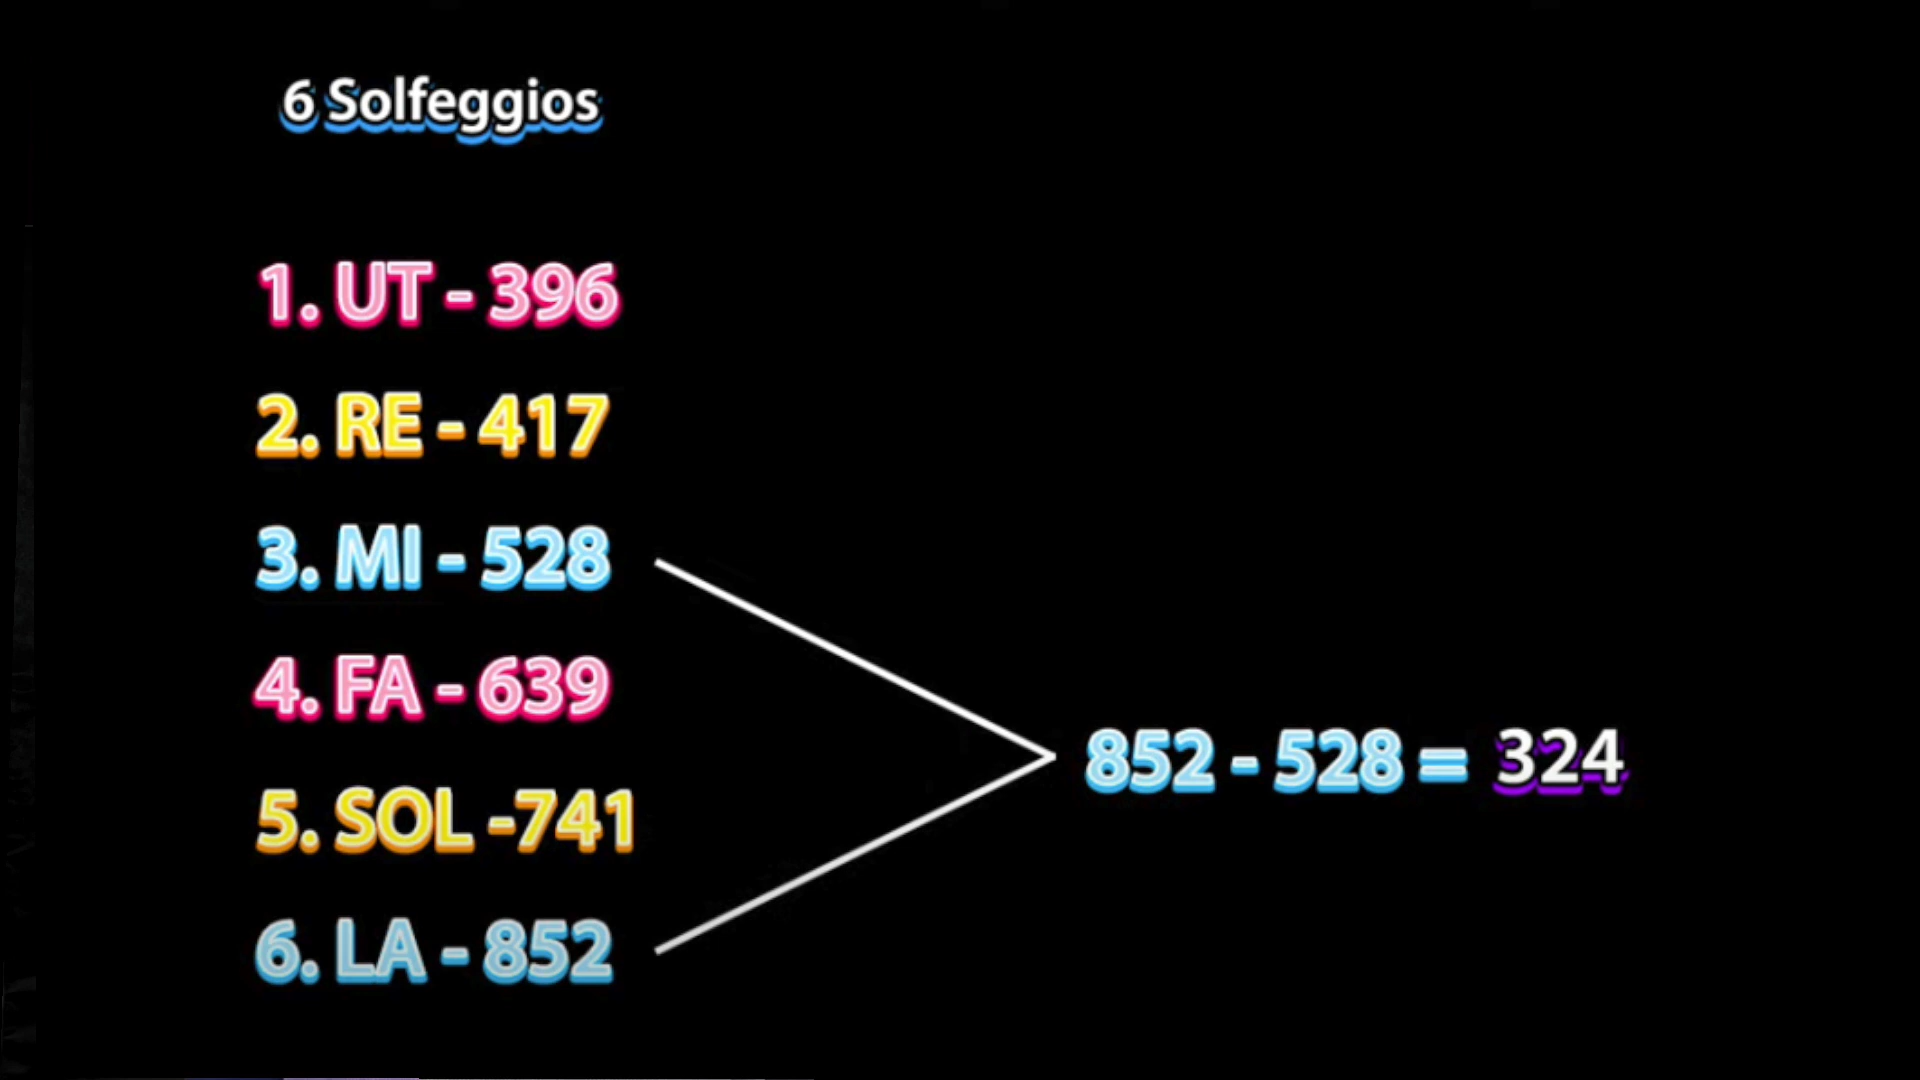 6 Solfeggios
1. UT - 396
2. RE - 417
3. MI - 528
4. FA - 639
5. SOL -741
6. LA - 852
852 - 528 = 324